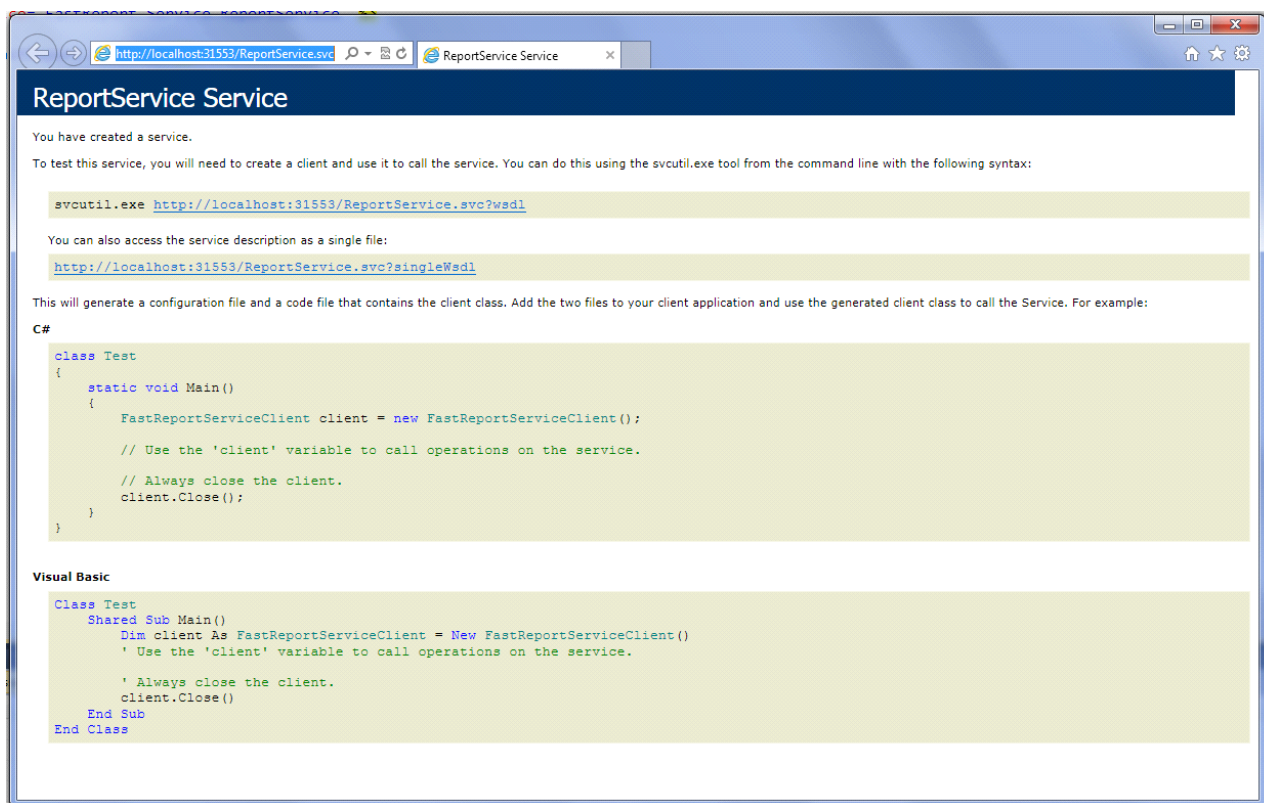 FastReport.Service.ReportService
http://localhost:31553/ReportService.svc
ReportService Service
ReportService Service
You have created a service.
To test this service, you will need to create a client and use it to call the service. You can do this using the svcutil.exe tool from the command line with the following syntax:
svcutil.exe http://localhost:31553/ReportService.svc?wsdl
You can also access the service description as a single file:
http://localhost:31553/ReportService.svc?singleWsdl
This will generate a configuration file and a code file that contains the client class. Add the two files to your client application and use the generated client class to call the Service. For example:
C#
class Test
{
static void Main()
{
FastReportServiceClient client = new FastReportServiceClient();
// Use the 'client' variable to call operations on the service.
// Always close the client.
client.Close();
}
}
Visual Basic
Class Test
Shared Sub Main()
Dim client As FastReportServiceClient = New FastReportServiceClient()
' Use the 'client' variable to call operations on the service.
' Always close the client.
client.Close()
End Sub
End Class